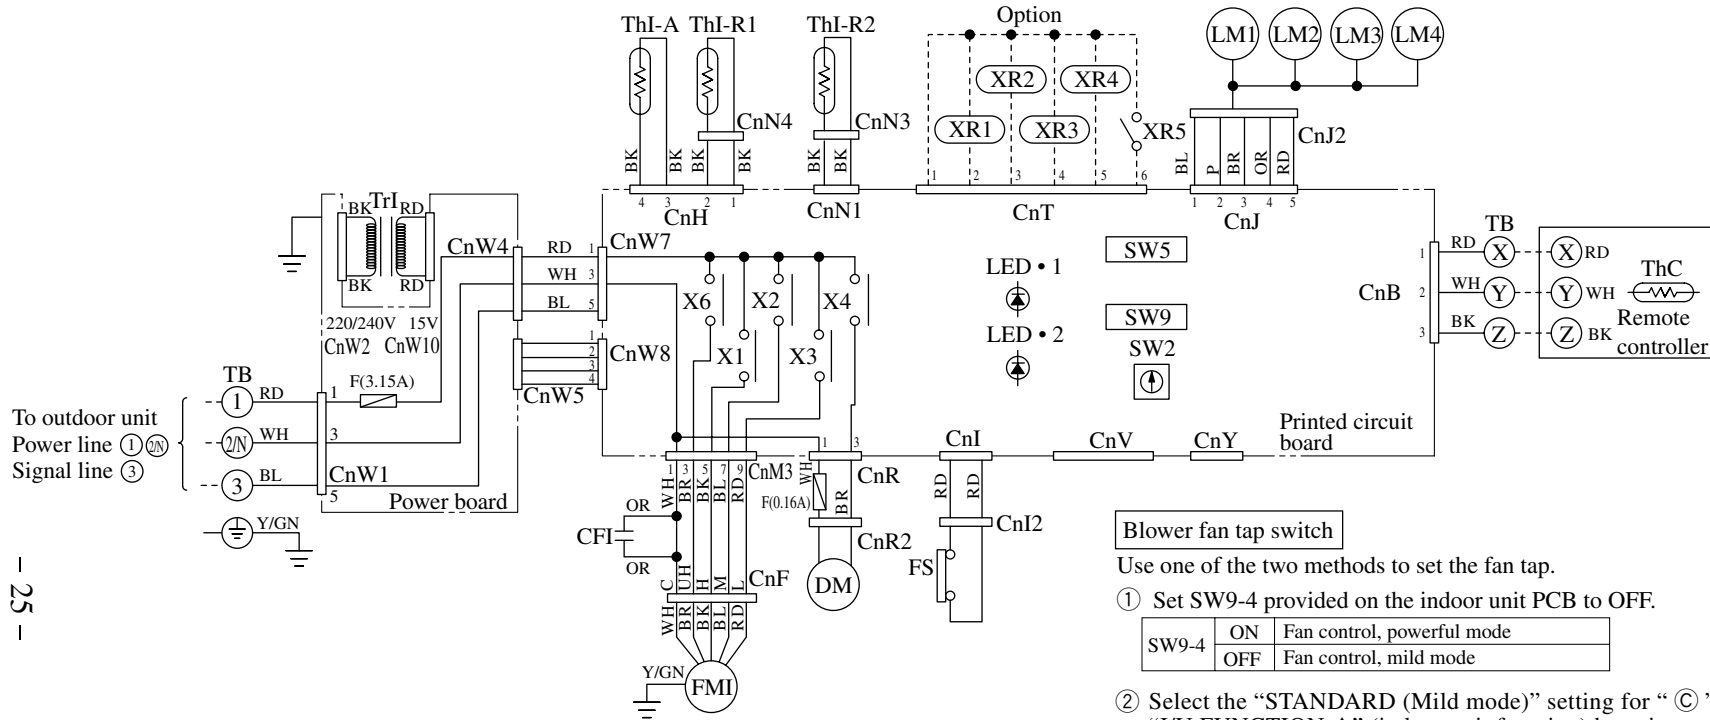 ThI-A ThI-R1 ThI-R2 Option
LM1 LM2 LM3 LM4
XR2 XR4
XR1 XR3 XR5
CnN4 CnN3 CnJ2
BK BK BK BK BK BK
BL P BR OR RD
4 3 2 1
1 2 3 4 5 6
1 2 3 4 5
CnH CnN1 CnT CnJ
TrI
BK RD
BK RD
220/240V 15V
CnW2 CnW10
CnW4 RD 1 CnW7
WH 3
BL 5
X6 X2 X4
X1 X3
LED • 1
LED • 2
SW5
SW9
SW2
TB
1 RD X X RD
CnB 2 WH Y Y WH
3 BK Z Z BK
ThC
Remote
controller
1
2
3
4
CnW8
CnW5
TB
1 RD 1 F(3.15A)
2/N WH 3
3 BL 5 CnW1
Y/GN
Power board
To outdoor unit
Power line ① 2/N
Signal line ③
Printed circuit
board
1 3 5 7 9 CnM3
1 3 CnR
CnI CnV CnY
WH BR BK BL RD
WH BR
F(0.16A)
RD RD
CnR2 CnI2
OR
CFI
OR
C UH H M L CnF
WH BR BK BL RD
DM
FS
Y/GN
FMI
Blower fan tap switch
Use one of the two methods to set the fan tap.
① Set SW9-4 provided on the indoor unit PCB to OFF.
SW9-4 ON Fan control, powerful mode
OFF Fan control, mild mode
② Select the “STANDARD (Mild mode)” setting for “ Ⓒ ”
– 25 –